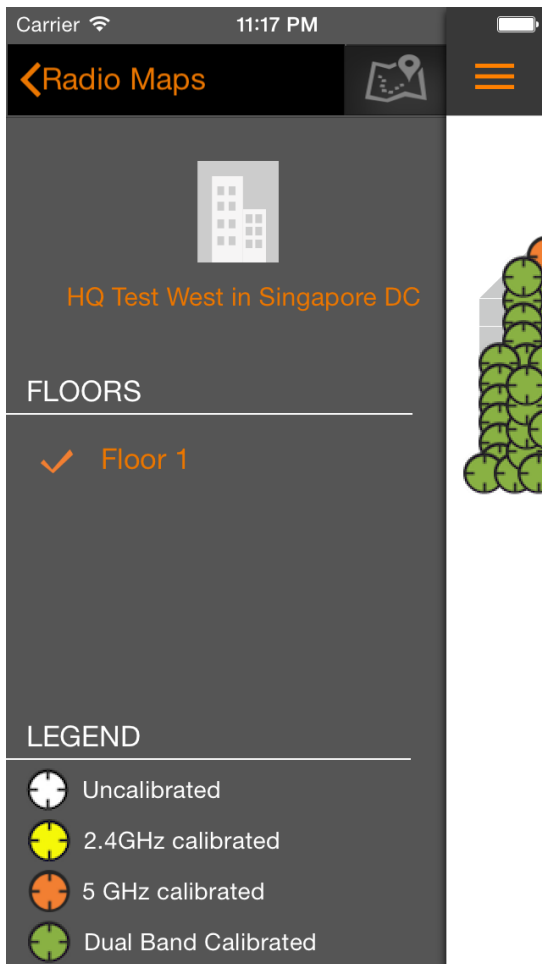 Carrier 11:17 PM
Radio Maps
HQ Test West in Singapore DC
FLOORS
Floor 1
LEGEND
Uncalibrated
2.4GHz calibrated
5 GHz calibrated
Dual Band Calibrated